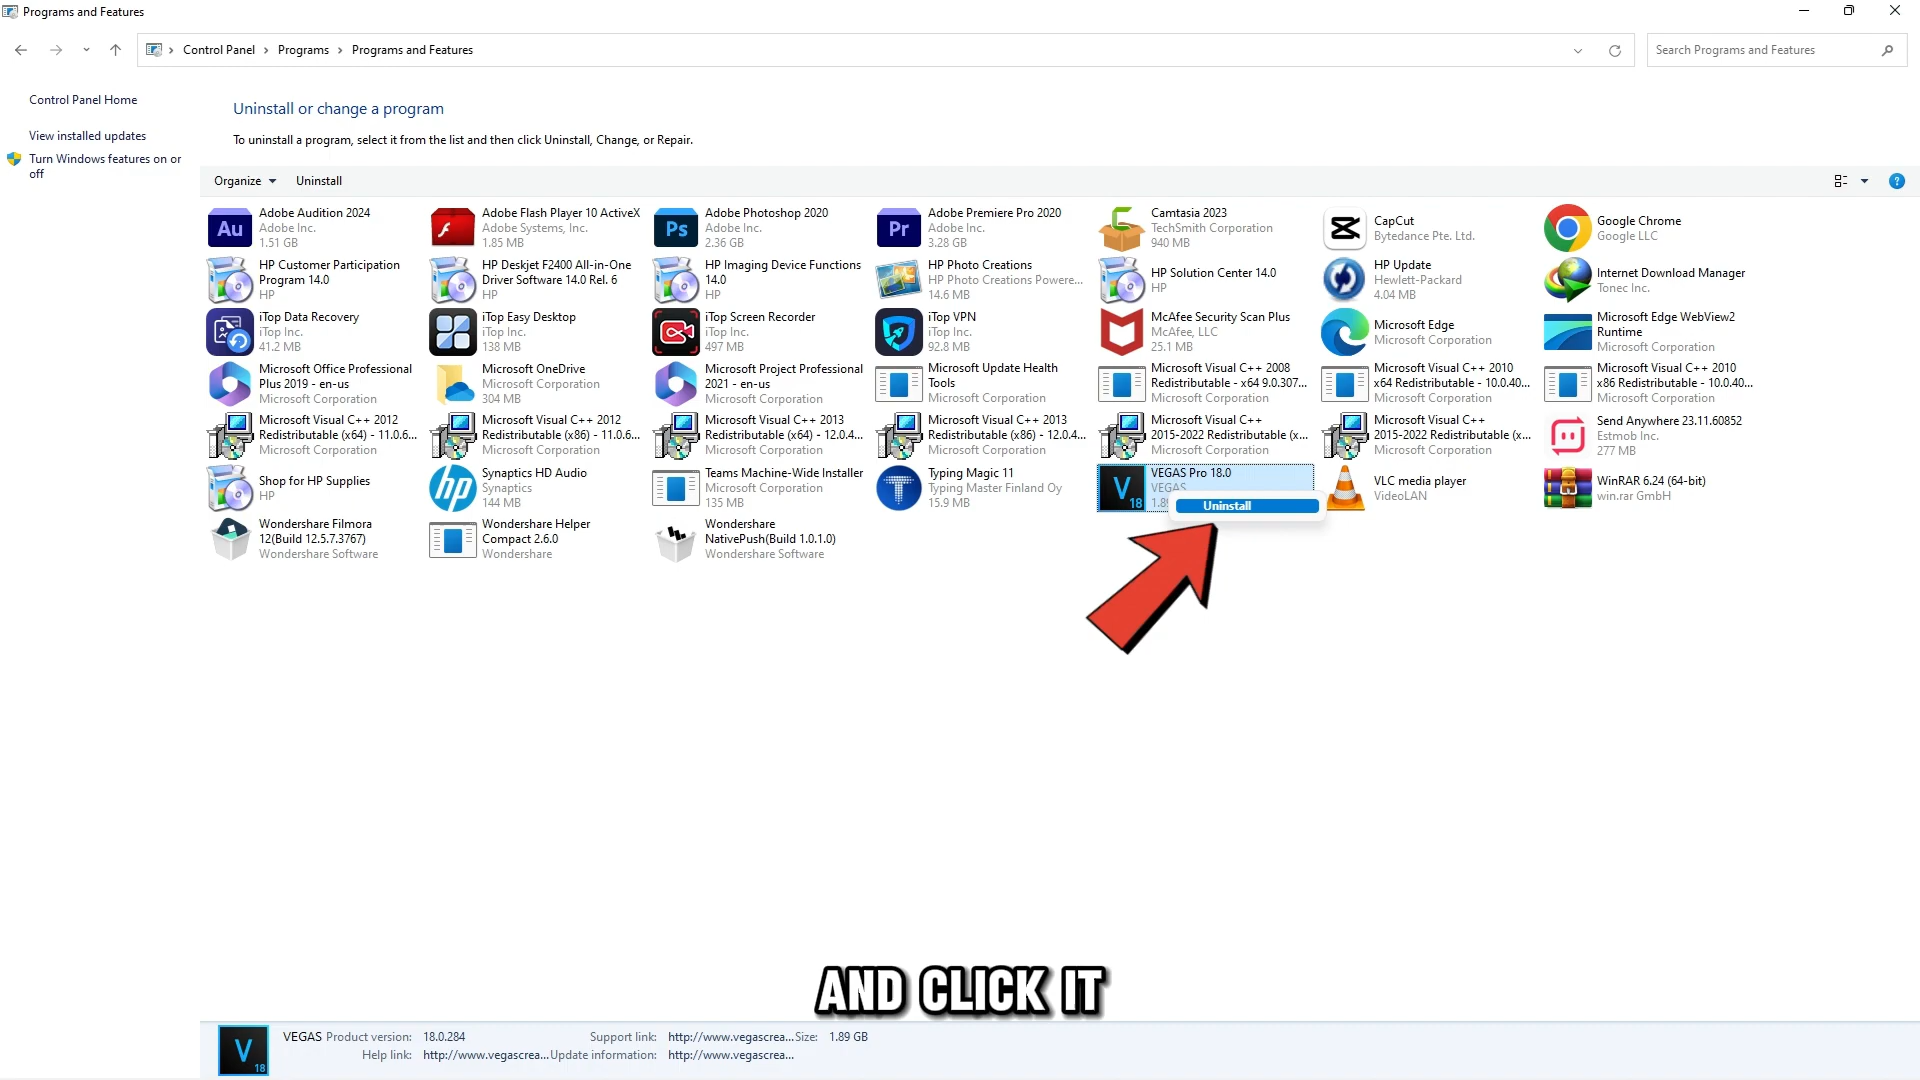 Programs and Features
Control Panel > Programs > Programs and Features
Search Programs and Features
Control Panel Home
View installed updates
Turn Windows features on or
off
Uninstall or change a program
To uninstall a program, select it from the list and then click Uninstall, Change, or Repair.
Organize
Uninstall
?
Au
Adobe Audition 2024
Adobe Inc.
1.51 GB
Adobe Flash Player 10 ActiveX
Adobe Systems, Inc.
1.85 MB
Ps
Adobe Photoshop 2020
Adobe Inc.
2.36 GB
Pr
Adobe Premiere Pro 2020
Adobe Inc.
3.28 GB
Camtasia 2023
TechSmith Corporation
940 MB
CapCut
Bytedance Pte. Ltd.
Google Chrome
Google LLC
HP Customer Participation
Program 14.0
HP
HP Deskjet F2400 All-in-One
Driver Software 14.0 Rel. 6
HP
HP Imaging Device Functions
14.0
HP
HP Photo Creations
HP Photo Creations Powere...
14.6 MB
HP Solution Center 14.0
HP
HP Update
Hewlett-Packard
4.04 MB
Internet Download Manager
Tonec Inc.
iTop Data Recovery
iTop Inc.
41.2 MB
iTop Easy Desktop
iTop Inc.
138 MB
iTop Screen Recorder
iTop Inc.
497 MB
iTop VPN
iTop Inc.
92.8 MB
McAfee Security Scan Plus
McAfee, LLC
25.1 MB
Microsoft Edge
Microsoft Corporation
Microsoft Edge WebView2
Runtime
Microsoft Corporation
Microsoft Office Professional
Plus 2019 - en-us
Microsoft Corporation
Microsoft OneDrive
Microsoft Corporation
304 MB
Microsoft Project Professional
2021 - en-us
Microsoft Corporation
Microsoft Update Health
Tools
Microsoft Corporation
Microsoft Visual C++ 2008
Redistributable - x64 9.0.307...
Microsoft Corporation
Microsoft Visual C++ 2010
x64 Redistributable - 10.0.40...
Microsoft Corporation
Microsoft Visual C++ 2010
x86 Redistributable - 10.0.40...
Microsoft Corporation
Microsoft Visual C++ 2012
Redistributable (x64) - 11.0.6...
Microsoft Corporation
Microsoft Visual C++ 2012
Redistributable (x86) - 11.0.6...
Microsoft Corporation
Microsoft Visual C++ 2013
Redistributable (x64) - 12.0.4...
Microsoft Corporation
Microsoft Visual C++ 2013
Redistributable (x86) - 12.0.4...
Microsoft Corporation
Microsoft Visual C++
2015-2022 Redistributable (x...
Microsoft Corporation
Microsoft Visual C++
2015-2022 Redistributable (x...
Microsoft Corporation
Send Anywhere 23.11.60852
Estmob Inc.
277 MB
Shop for HP Supplies
HP
hp
Synaptics HD Audio
Synaptics
144 MB
Teams Machine-Wide Installer
Microsoft Corporation
135 MB
T
Typing Magic 11
Typing Master Finland Oy
15.9 MB
V
18
VEGAS Pro 18.0
VEGAS
1.8
Uninstall
VLC media player
VideoLAN
WinRAR 6.24 (64-bit)
win.rar GmbH
Wondershare Filmora
12(Build 12.5.7.3767)
Wondershare Software
Wondershare Helper
Compact 2.6.0
Wondershare
Wondershare
NativePush(Build 1.0.1.0)
Wondershare Software
AND CLICK IT
V
18
VEGAS Product version: 18.0.284 Support link: http://www.vegascrea... Size: 1.89 GB
Help link: http://www.vegascrea... Update information: http://www.vegascrea...